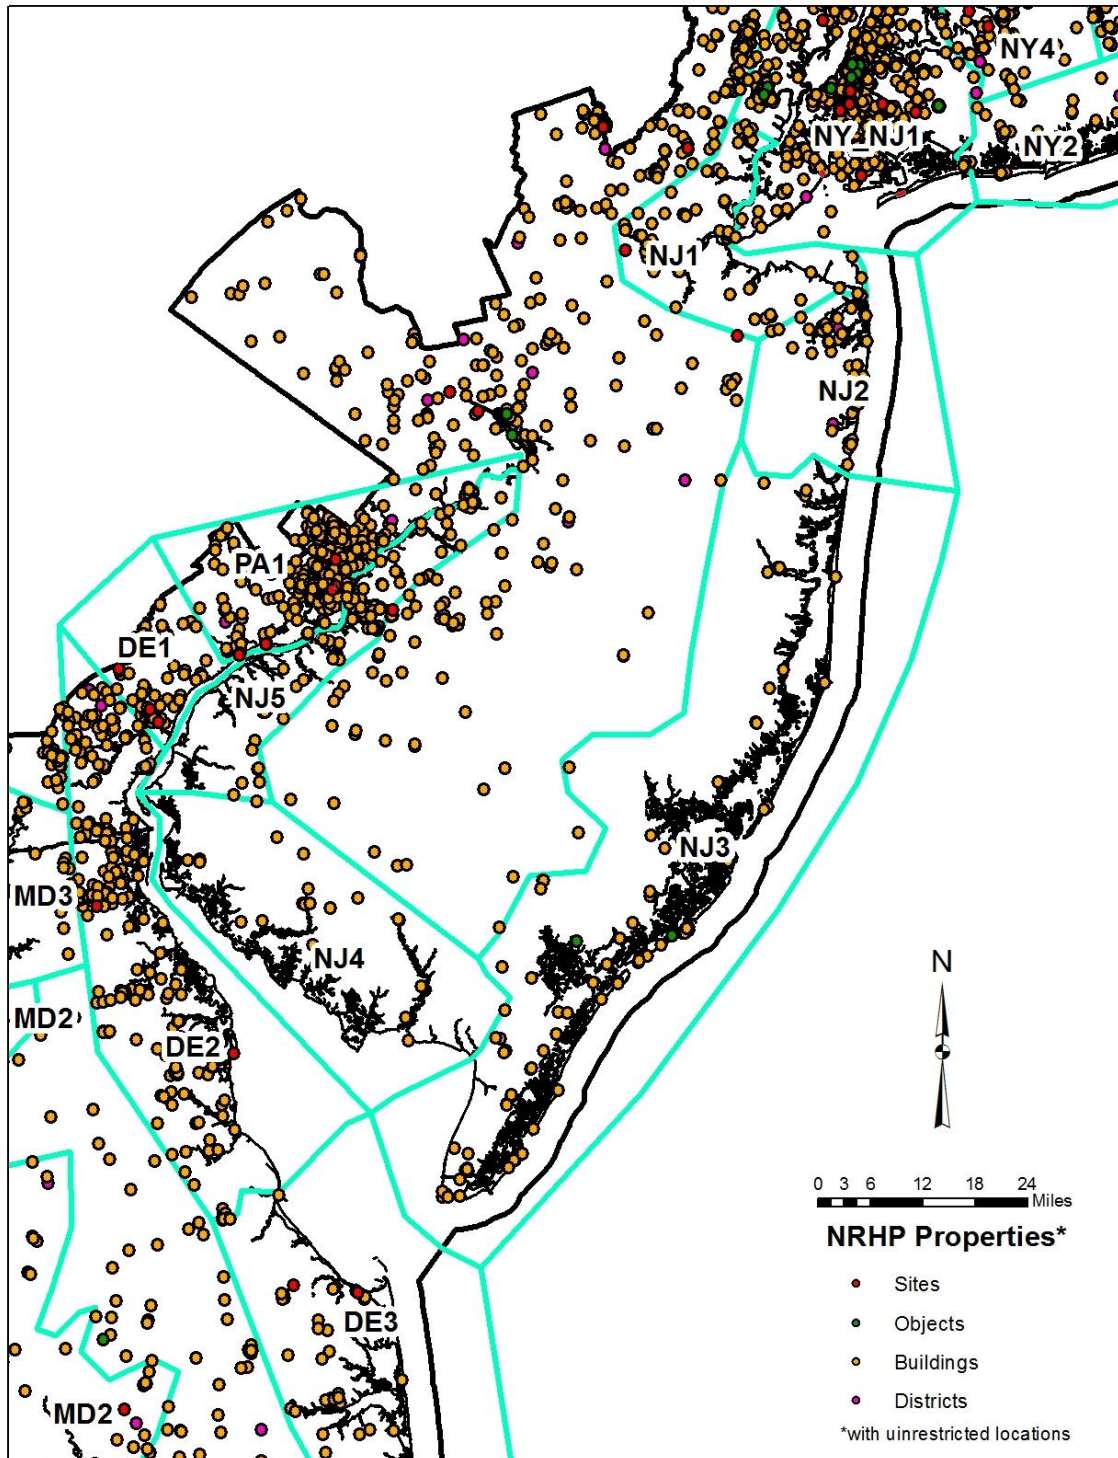 NY4
NY_NJ1
NY2
NJ1
NJ2
PA1
DE1
NJ5
NJ3
MD3
NJ4
MD2
DE2
N
0 3 6 12 18 24
Miles
NRHP Properties*
Sites
Objects
DE3
Buildings
Districts
MD2
*with uinrestricted locations